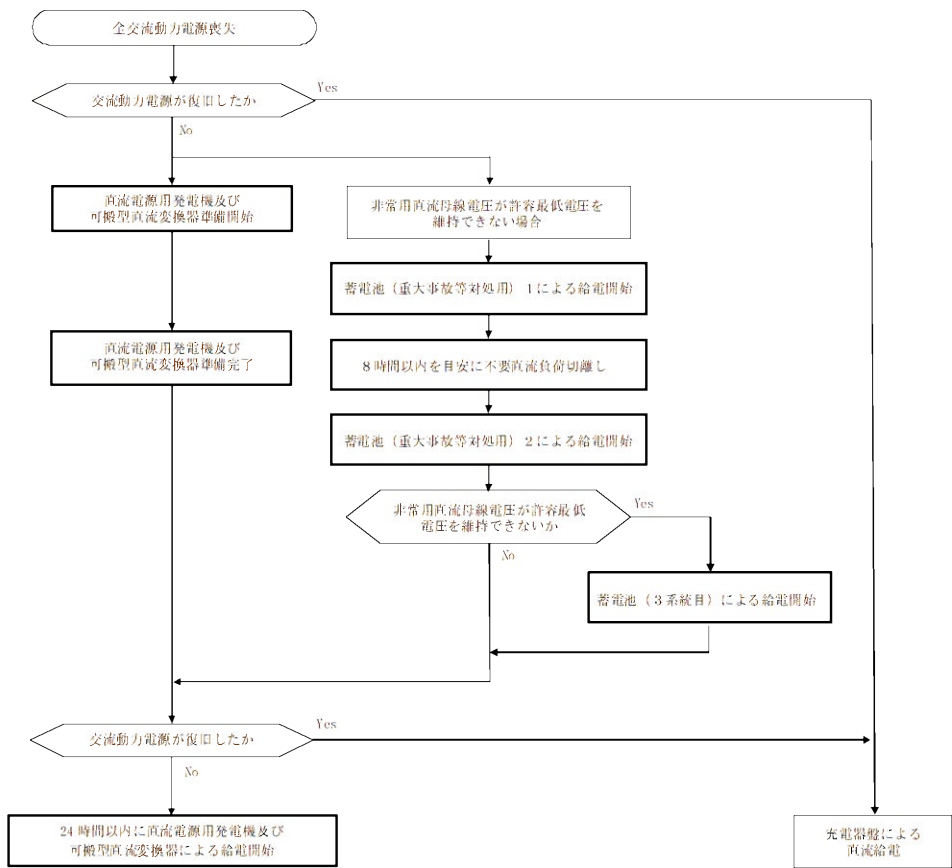 全交流動力電源喪失
交流動力電源が復旧したか
Yes
No
直流電源用発電機及び
可搬型直流変換器準備開始
非常用直流母線電圧が許容最低電圧を
維持できない場合
蓄電池（重大事故等対処用）１による給電開始
直流電源用発電機及び
可搬型直流変換器準備完了
８時間以内を目安に不要直流負荷切離し
蓄電池（重大事故等対処用）２による給電開始
非常用直流母線電圧が許容最低
電圧を維持できないか
Yes
No
蓄電池（３系統目）による給電開始
交流動力電源が復旧したか
Yes
No
24時間以内に直流電源用発電機及び
可搬型直流変換器による給電開始
充電器盤による
直流給電